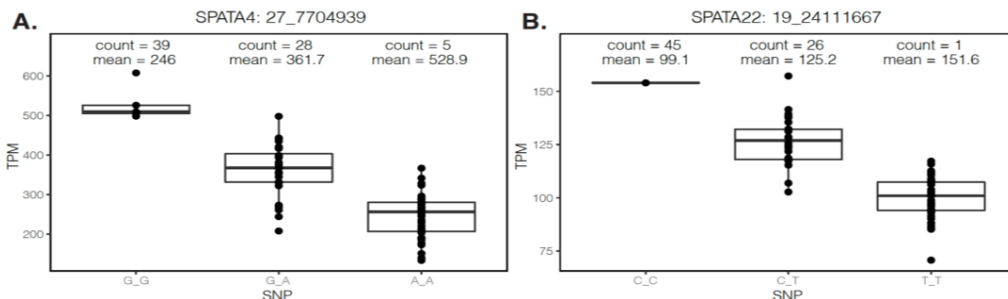 A. SPATA4: 27_7704939
count = 39 count = 28 count = 5
mean = 246 mean = 361.7 mean = 528.9
600
500
400
300
200
TPM
G_G G_A A_A
SNP
B. SPATA22: 19_24111667
count = 45 count = 26 count = 1
mean = 99.1 mean = 125.2 mean = 151.6
150
125
100
75
TPM
C_C C_T T_T
SNP